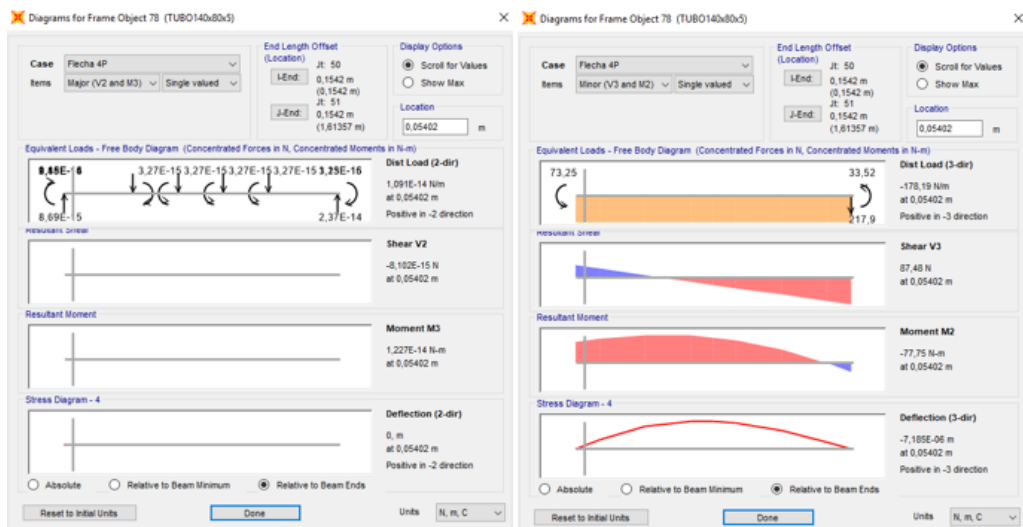 Diagrams for Frame Object 78 (TUBO140x80x5)
Case Flecha 4P
Items Major (V2 and M3) Single valued
End Length Offset
(Location)
Jt: 50
I-End: 0,1542 m
(0,1542 m)
Jt: 51
J-End: 0,1542 m
(1,61357 m)
Display Options
Scroll for Values
Show Max
Location
0,05402 m
Equivalent Loads - Free Body Diagram (Concentrated Forces in N, Concentrated Moments in N-m)
3,27E-15 3,27E-15 3,27E-15 3,27E-15
8,69E-15
2,37E-14
Dist Load (2-dir)
1,091E-14 N/m
at 0,05402 m
Positive in -2 direction
Resultant Shear
Shear V2
-8,102E-15 N
at 0,05402 m
Resultant Moment
Moment M3
1,227E-14 N-m
at 0,05402 m
Stress Diagram - 4
Deflection (2-dir)
0, m
at 0,05402 m
Positive in -2 direction
Absolute Relative to Beam Minimum Relative to Beam Ends
Reset to Initial Units Done Units N, m, C
Diagrams for Frame Object 78 (TUBO140x80x5)
Case Flecha 4P
Items Minor (V3 and M2) Single valued
End Length Offset
(Location)
Jt: 50
I-End: 0,1542 m
(0,1542 m)
Jt: 51
J-End: 0,1542 m
(1,61357 m)
Display Options
Scroll for Values
Show Max
Location
0,05402 m
Equivalent Loads - Free Body Diagram (Concentrated Forces in N, Concentrated Moments in N-m)
73,25 33,52
217,9
Dist Load (3-dir)
-178,19 N/m
at 0,05402 m
Positive in -3 direction
Resultant Shear
Shear V3
87,48 N
at 0,05402 m
Resultant Moment
Moment M2
-77,75 N-m
at 0,05402 m
Stress Diagram - 4
Deflection (3-dir)
-7,185E-06 m
at 0,05402 m
Positive in -3 direction
Absolute Relative to Beam Minimum Relative to Beam Ends
Reset to Initial Units Done Units N, m, C